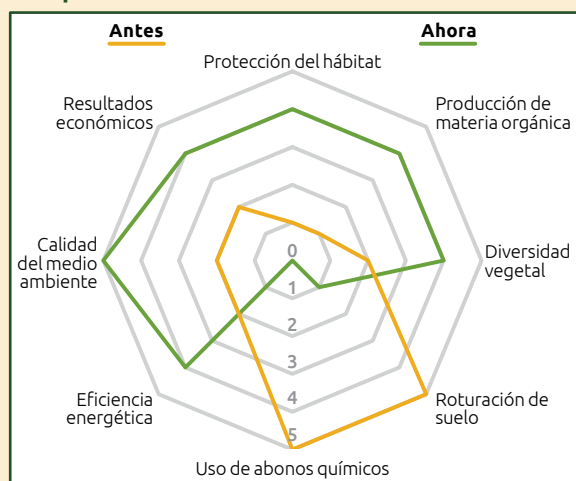 Antes
Ahora
Protección del hábitat
Resultados
económicos
Producción de
materia orgánica
Calidad
del medio
ambiente
Diversidad
vegetal
0
1
2
3
4
5
Eficiencia
energética
Roturación de
suelo
Uso de abonos químicos